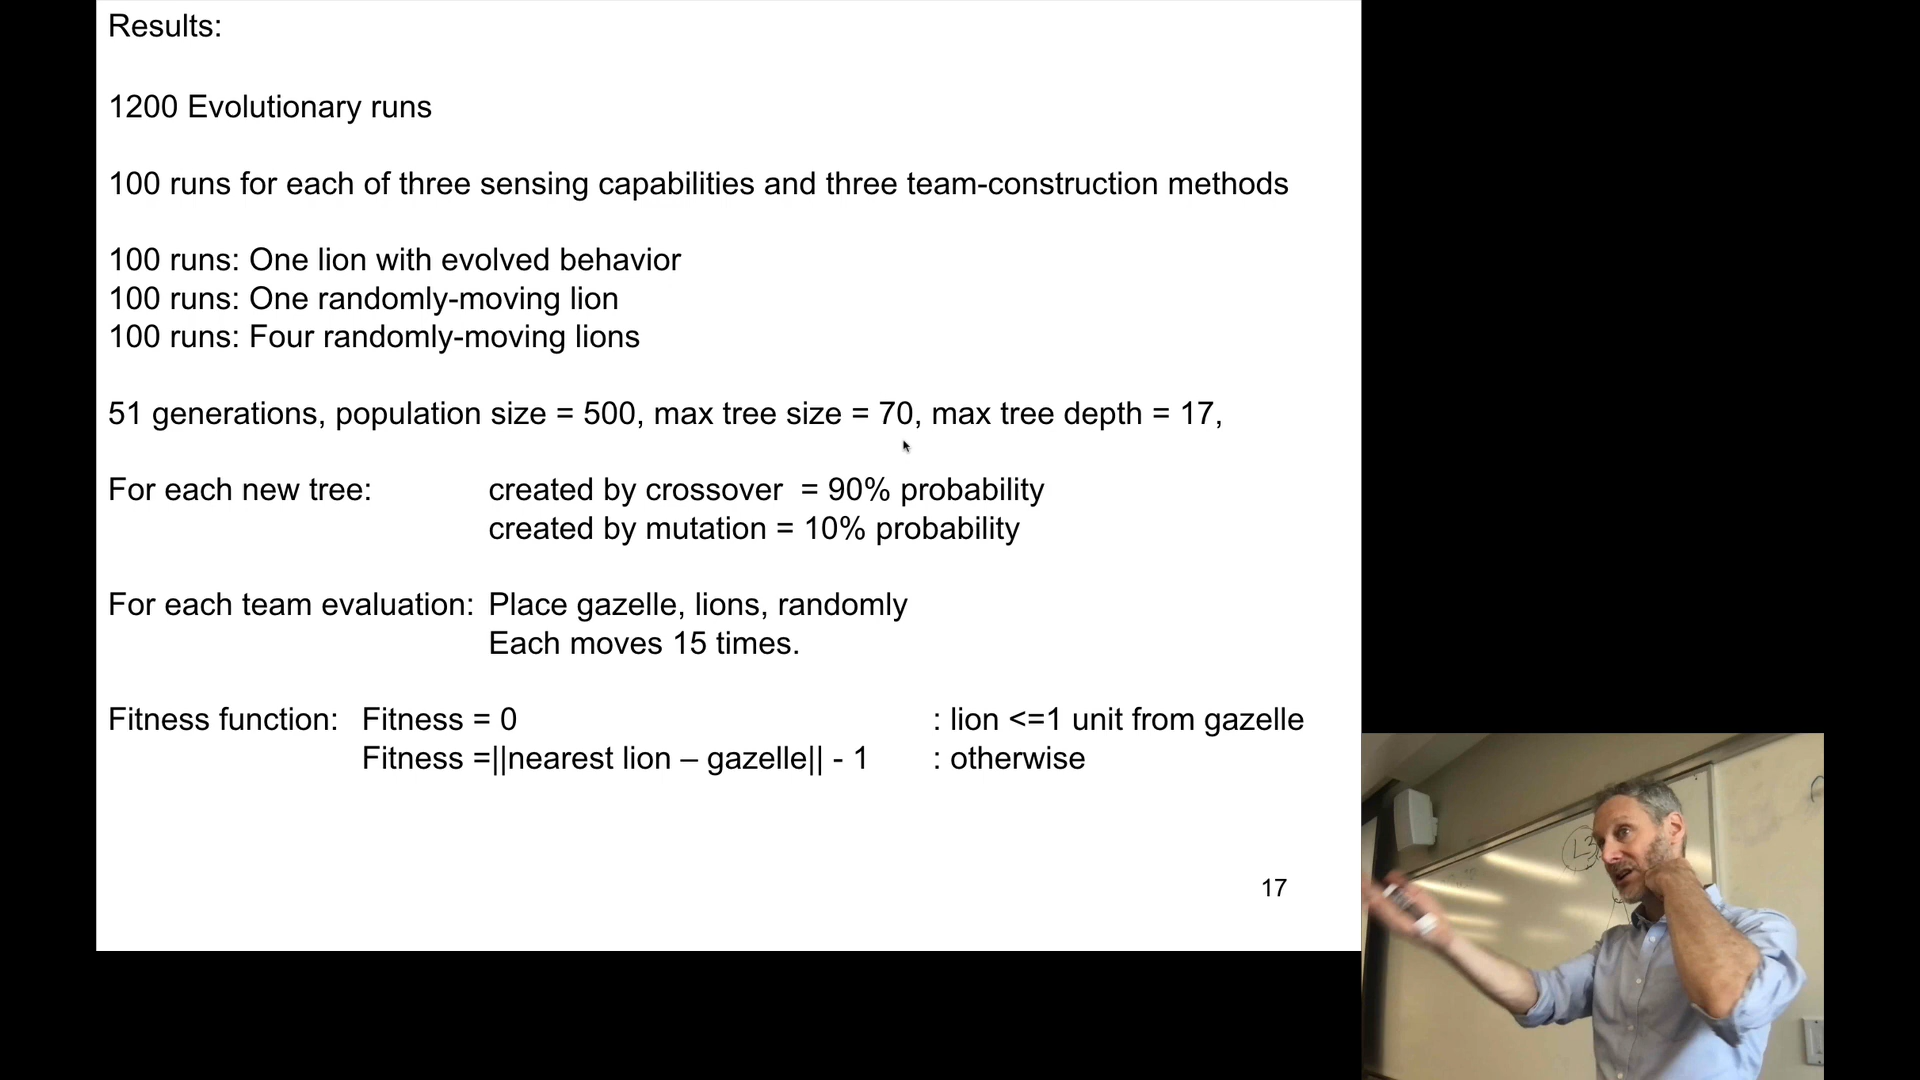 Results:
1200 Evolutionary runs
100 runs for each of three sensing capabilities and three team-construction methods
100 runs: One lion with evolved behavior
100 runs: One randomly-moving lion
100 runs: Four randomly-moving lions
51 generations, population size = 500, max tree size = 70, max tree depth = 17,
For each new tree: created by crossover = 90% probability
created by mutation = 10% probability
For each team evaluation: Place gazelle, lions, randomly
Each moves 15 times.
Fitness function: Fitness = 0 : lion <=1 unit from gazelle
Fitness =||nearest lion – gazelle|| - 1 : otherwise
17